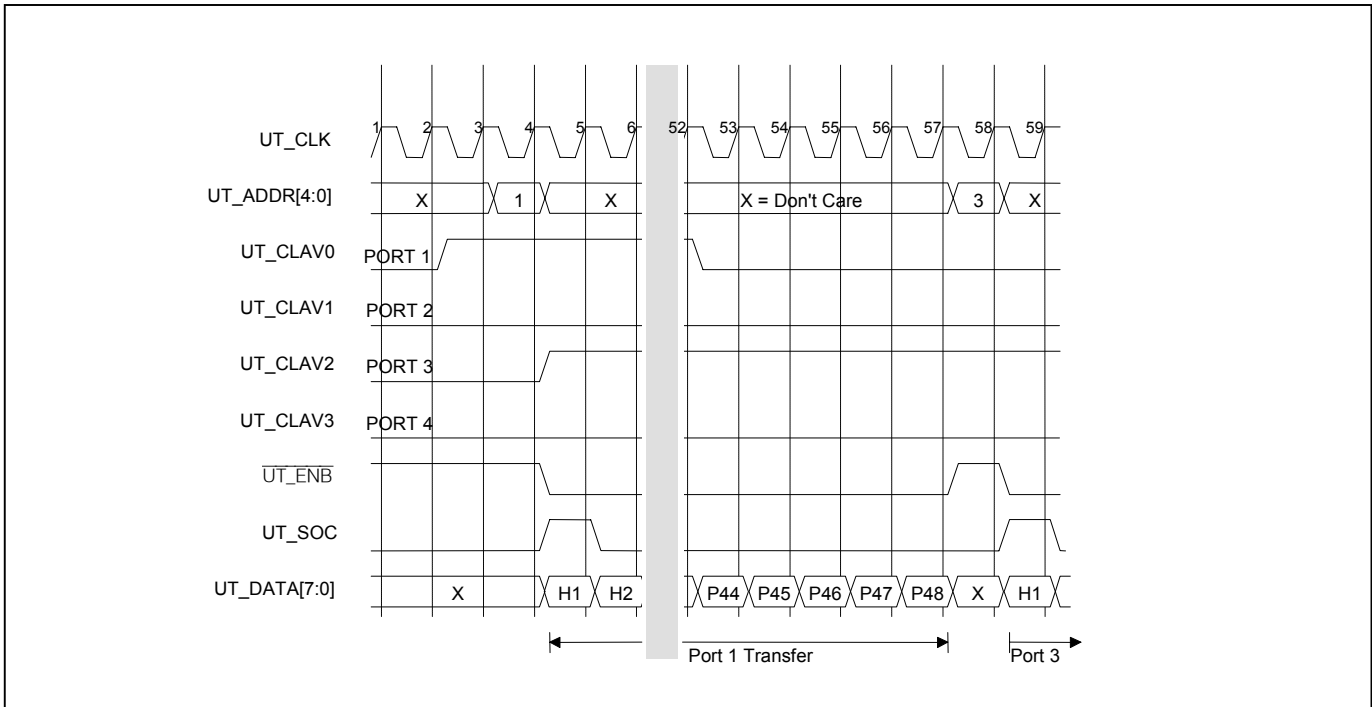 1 2 3 4 5 6 52 53 54 55 56 57 58 59
UT_CLK
UT_ADDR[4:0] X 1 X X = Don't Care 3 X
UT_CLAV0 PORT 1
UT_CLAV1 PORT 2
UT_CLAV2 PORT 3
UT_CLAV3 PORT 4
UT_ENB
UT_SOC
UT_DATA[7:0] X H1 H2 P44 P45 P46 P47 P48 X H1
Port 1 Transfer Port 3